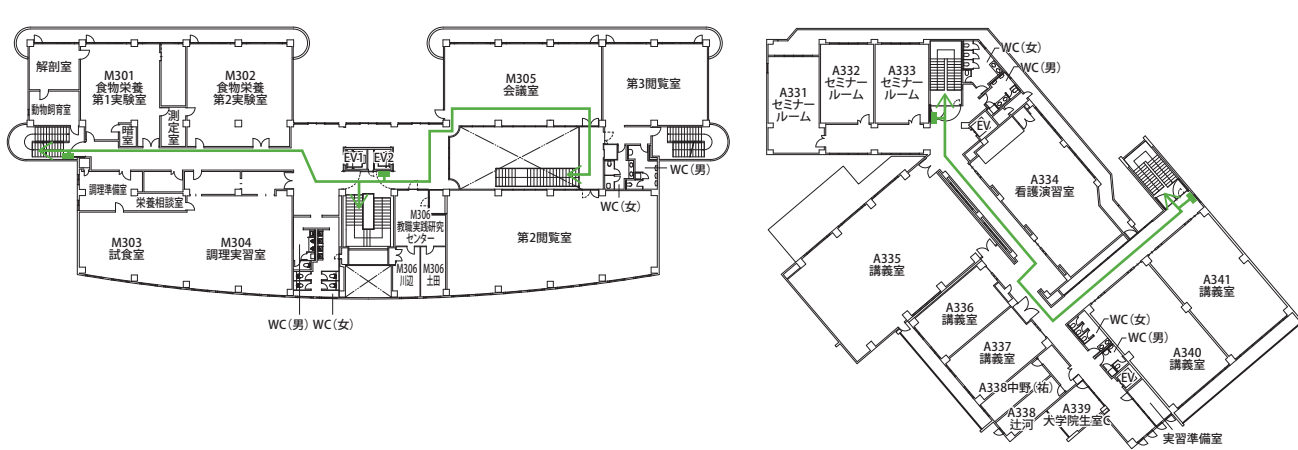 解剖室
動物飼育室
M301
食物栄養
第1実験室
暗室
測定室
M302
食物栄養
第2実験室
M305
会議室
第3閲覧室
EV1
EV2
WC（男）
WC（女）
調理準備室
栄養相談室
M303
試食室
M304
調理実習室
M306
教職実践研究
センター
M306
川辺
M306
土田
第2閲覧室
WC（男）
WC（女）
A331
セミナー
ルーム
A332
セミナー
ルーム
A333
セミナー
ルーム
WC（女）
WC（男）
EV
A334
看護演習室
A335
講義室
A336
講義室
A337
講義室
A338中野（祐）
A338
辻河
A339
大学院生室
WC（女）
WC（男）
EV
A341
講義室
A340
講義室
実習準備室